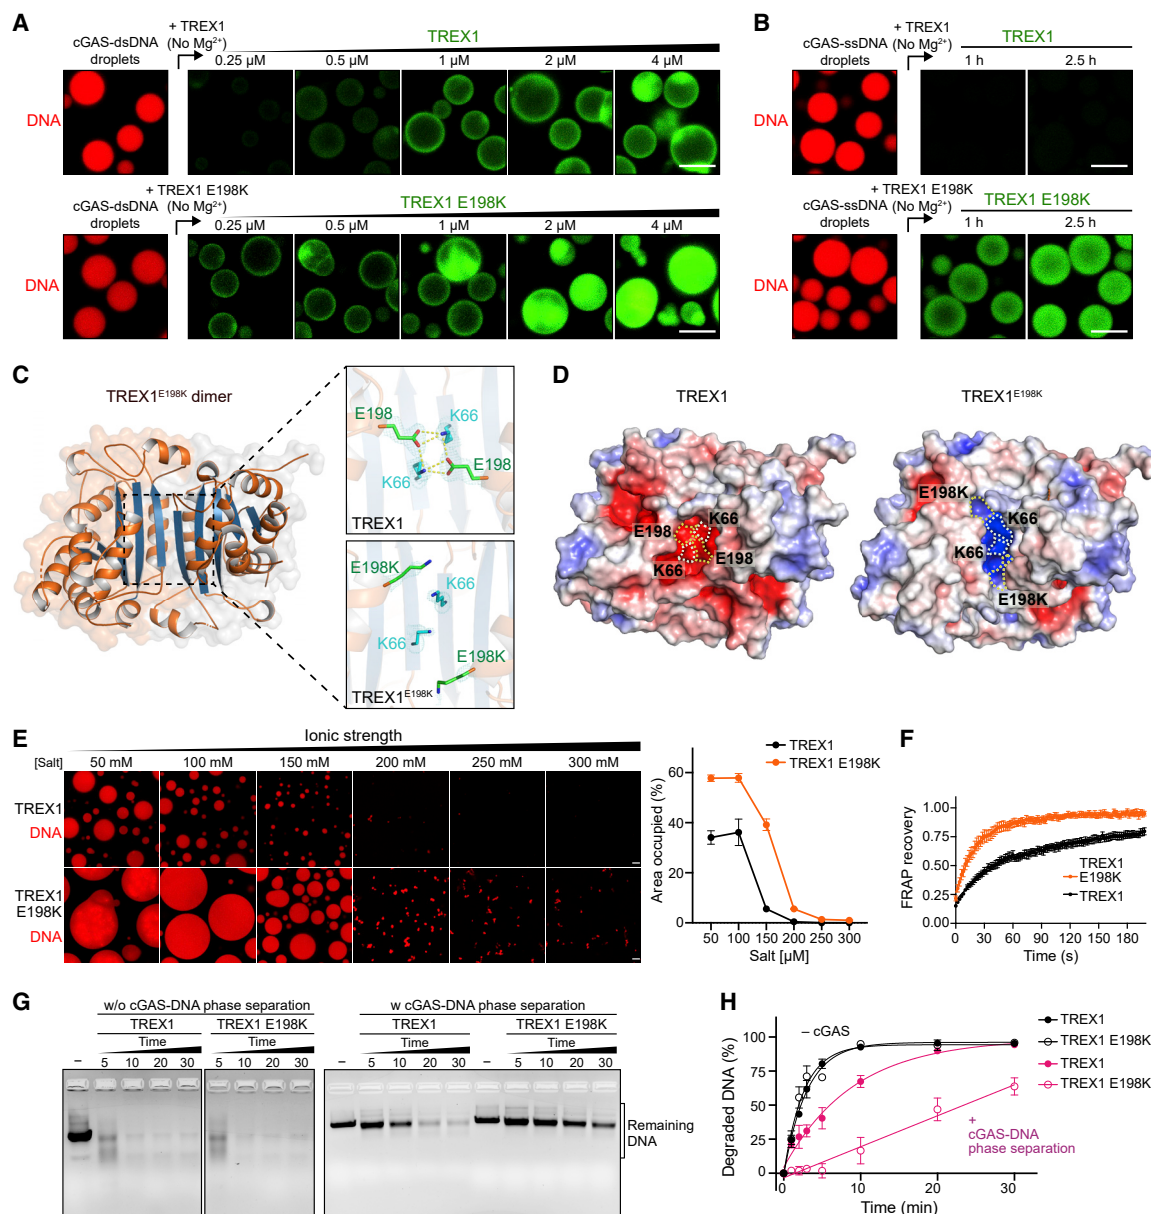 A
+ TREX1
cGAS-dsDNA (No Mg²⁺)
droplets
TREX1
0.25 µM 0.5 µM 1 µM 2 µM 4 µM
DNA
+ TREX1 E198K
cGAS-dsDNA (No Mg²⁺)
droplets
TREX1 E198K
0.25 µM 0.5 µM 1 µM 2 µM 4 µM
DNA
B
+ TREX1
cGAS-ssDNA (No Mg²⁺)
droplets
TREX1
1 h 2.5 h
DNA
+ TREX1 E198K
cGAS-ssDNA (No Mg²⁺)
droplets
TREX1 E198K
1 h 2.5 h
DNA
C
TREX1ᴱ¹⁹⁸ᴷ dimer
E198 K66
K66 E198
TREX1
E198K K66
K66 E198K
TREX1ᴱ¹⁹⁸ᴷ
D
TREX1 TREX1ᴱ¹⁹⁸ᴷ
K66
E198
E198
K66
E198K
K66
K66
E198K
E
Ionic strength
[Salt] 50 mM 100 mM 150 mM 200 mM 250 mM 300 mM
TREX1
DNA
TREX1
E198K
DNA
TREX1
TREX1 E198K
Area occupied (%)
60
40
20
0
50 100 150 200 250 300
Salt [µM]
F
FRAP recovery
1.00
0.75
0.50
0.25
0.00
TREX1
E198K
TREX1
0 30 60 90 120 150 180
Time (s)
G
w/o cGAS-DNA phase separation
TREX1 TREX1 E198K
Time Time
– 5 10 20 30 5 10 20 30
w cGAS-DNA phase separation
TREX1 TREX1 E198K
Time Time
– 5 10 20 30 – 5 10 20 30
Remaining
DNA
H
Degraded DNA (%)
100
75
50
25
0
– cGAS
TREX1
TREX1 E198K
TREX1
TREX1 E198K
+
cGAS-DNA
phase separation
0 10 20 30
Time (min)